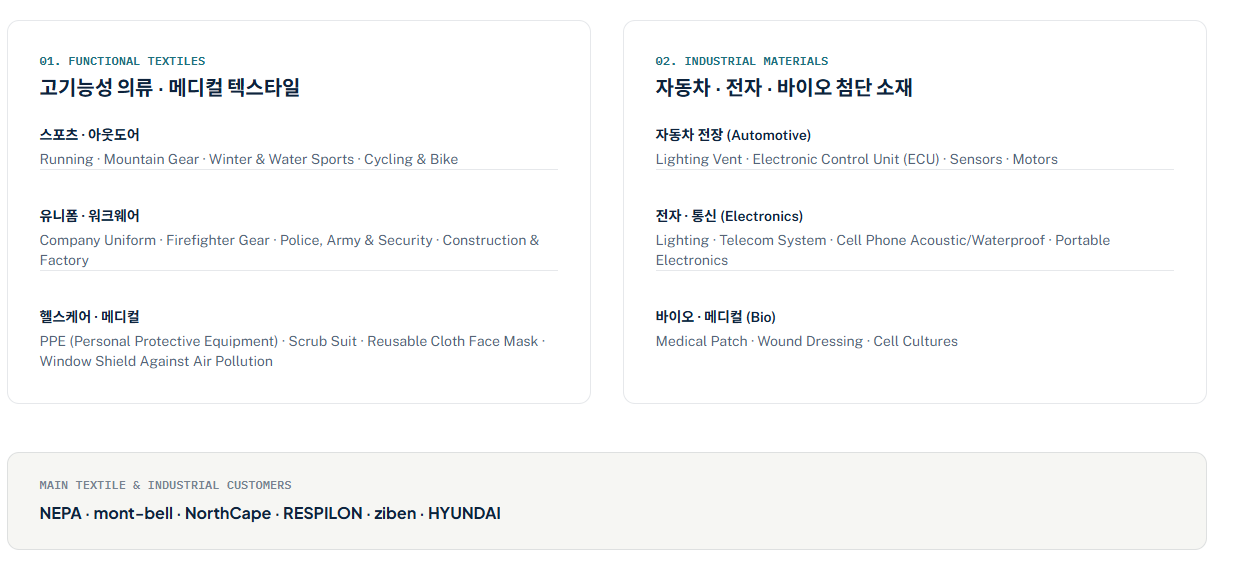 01. FUNCTIONAL TEXTILES
고기능성 의류 · 메디컬 텍스타일
스포츠 · 아웃도어
Running · Mountain Gear · Winter & Water Sports · Cycling & Bike
유니폼 · 워크웨어
Company Uniform · Firefighter Gear · Police, Army & Security · Construction &
Factory
헬스케어 · 메디컬
PPE (Personal Protective Equipment) · Scrub Suit · Reusable Cloth Face Mask ·
Window Shield Against Air Pollution
02. INDUSTRIAL MATERIALS
자동차 · 전자 · 바이오 첨단 소재
자동차 전장 (Automotive)
Lighting Vent · Electronic Control Unit (ECU) · Sensors · Motors
전자 · 통신 (Electronics)
Lighting · Telecom System · Cell Phone Acoustic/Waterproof · Portable
Electronics
바이오 · 메디컬 (Bio)
Medical Patch · Wound Dressing · Cell Cultures
MAIN TEXTILE & INDUSTRIAL CUSTOMERS
NEPA · mont-bell · NorthCape · RESPILON · ziben · HYUNDAI